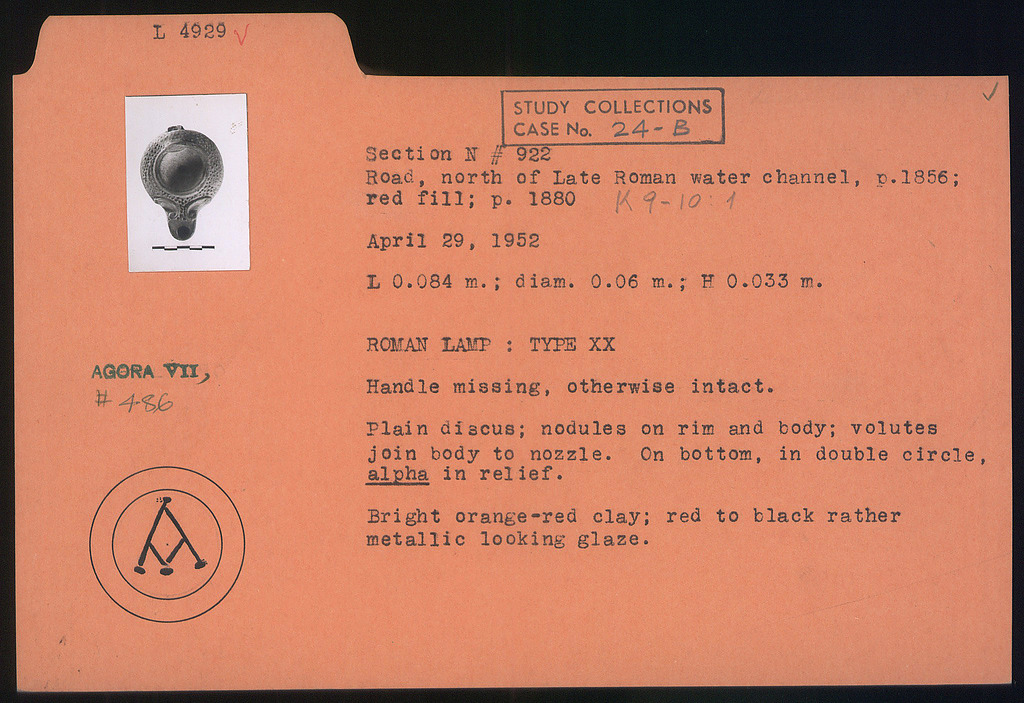 L 4929 ✓
STUDY COLLECTIONS
CASE No. 24-B
Section N # 922
Road, north of Late Roman water channel, p.1856;
red fill; p. 1880 K 9-10:1
April 29, 1952
L 0.084 m.; diam. 0.06 m.; H 0.033 m.
ROMAN LAMP : TYPE XX
Handle missing, otherwise intact.
Plain discus; nodules on rim and body; volutes
join body to nozzle. On bottom, in double circle,
alpha in relief.
Bright orange-red clay; red to black rather
metallic looking glaze.
AGORA VII,
# 486
A